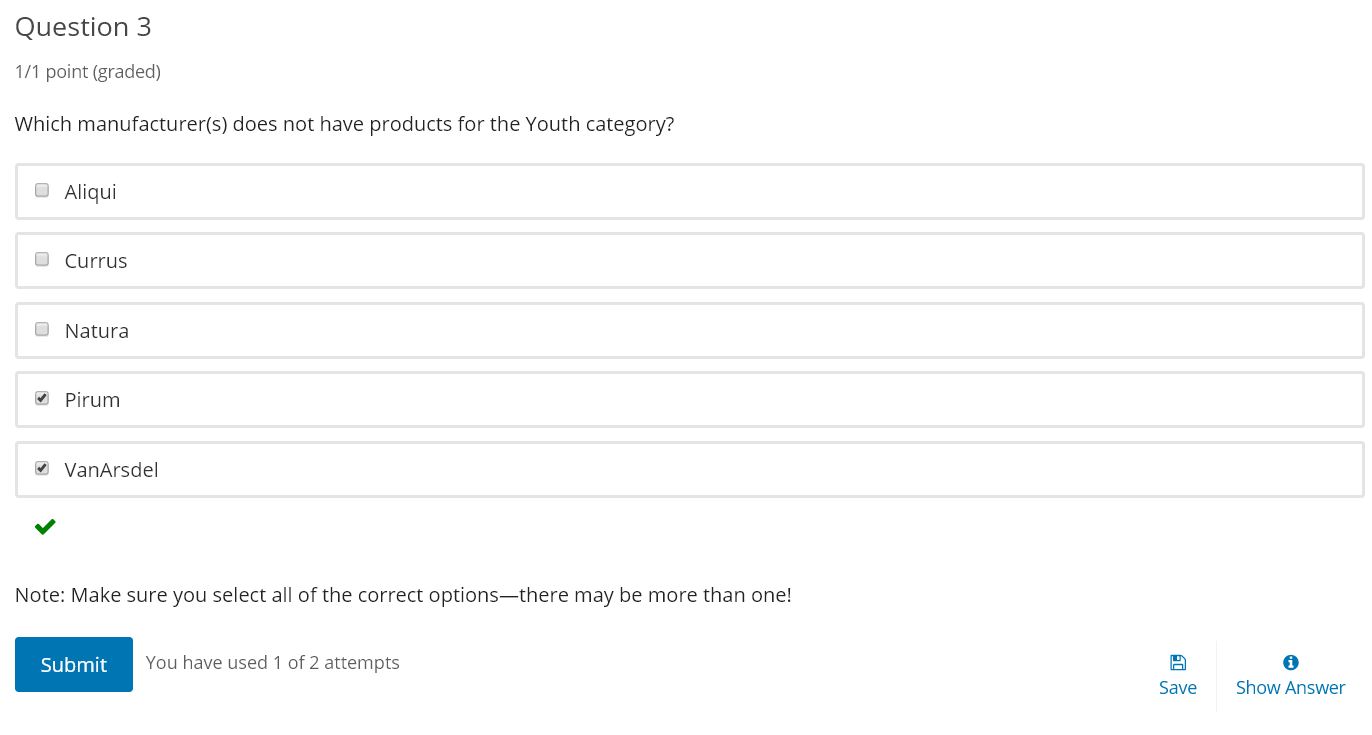 Question 3
1/1 point (graded)
Which manufacturer(s) does not have products for the Youth category?
Aliqui
Currus
Natura
Pirum
VanArsdel
Note: Make sure you select all of the correct options—there may be more than one!
Submit
You have used 1 of 2 attempts
Save
Show Answer